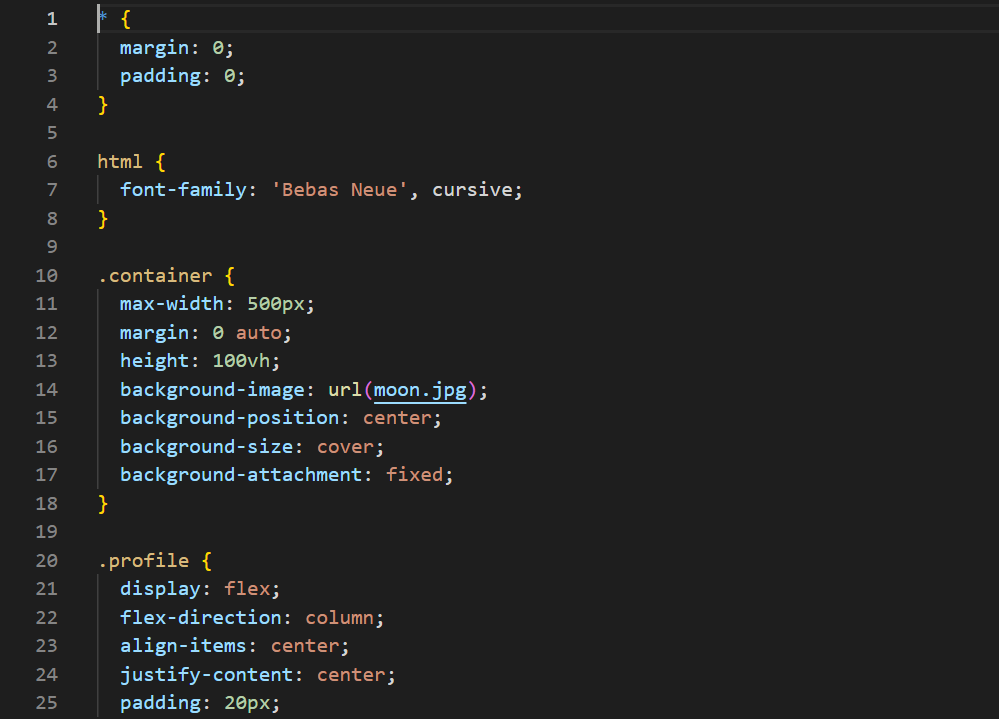 1 * {
2   margin: 0;
3   padding: 0;
4 }
5
6 html {
7   font-family: 'Bebas Neue', cursive;
8 }
9
10 .container {
11   max-width: 500px;
12   margin: 0 auto;
13   height: 100vh;
14   background-image: url(moon.jpg);
15   background-position: center;
16   background-size: cover;
17   background-attachment: fixed;
18 }
19
20 .profile {
21   display: flex;
22   flex-direction: column;
23   align-items: center;
24   justify-content: center;
25   padding: 20px;